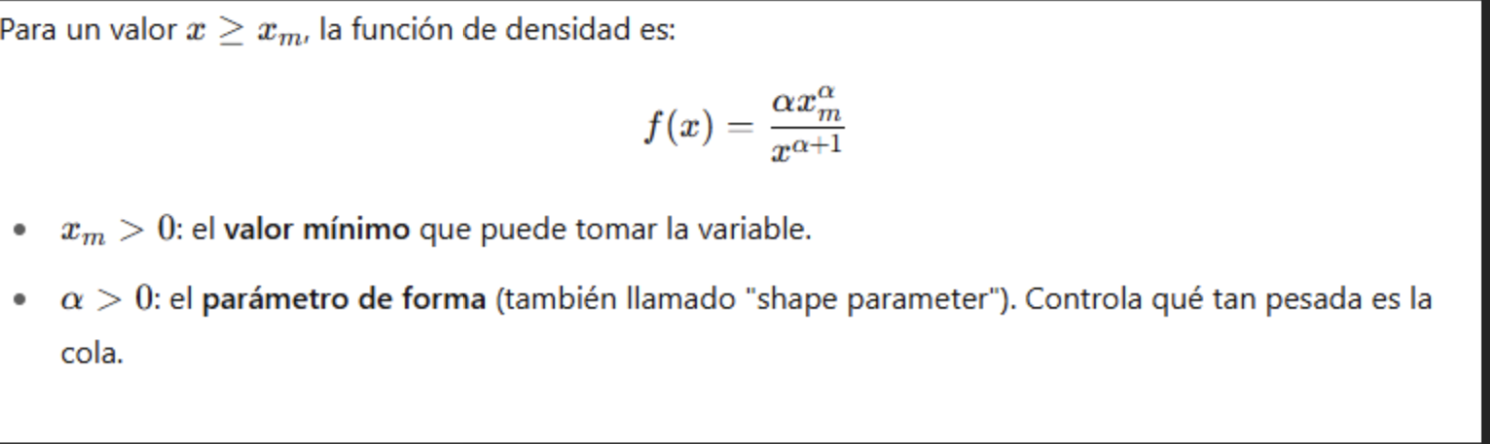 Para un valor $x \geq x_m$, la función de densidad es:
$$f(x) = \frac{\alpha x_m^{\alpha}}{x^{\alpha+1}}$$
• $x_m > 0$: el valor mínimo que puede tomar la variable.
• $\alpha > 0$: el parámetro de forma (también llamado "shape parameter"). Controla qué tan pesada es la
cola.